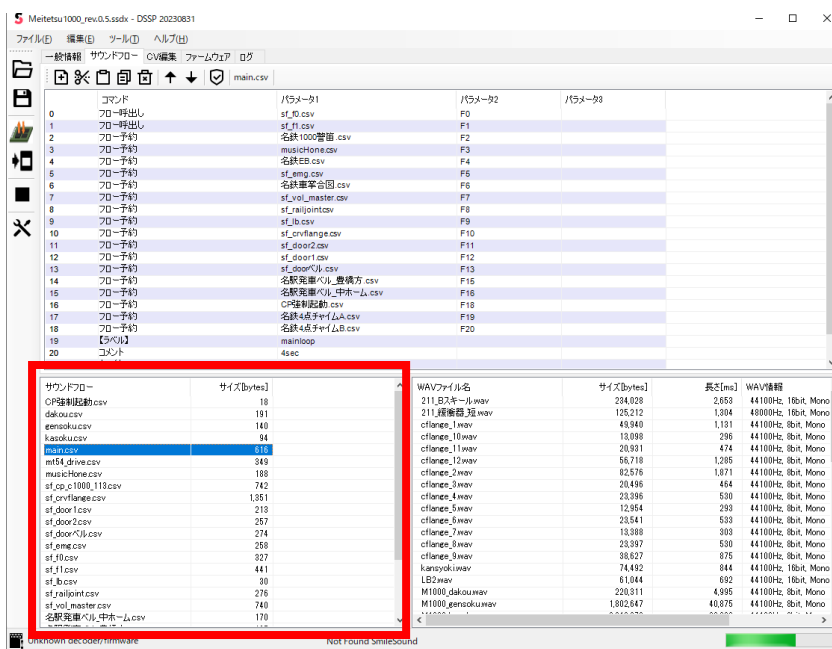 Meitetsu1000_rev.0.5.ssdx - DSSP 20230831
ファイル(F) 編集(E) ツール(T) ヘルプ(H)
一般情報 サウンドフロー CV編集 ファームウェア ログ
main.csv
コマンド パラメータ1 パラメータ2 パラメータ3
0 フロー呼出し sf_f0.csv F0
1 フロー呼出し sf_f1.csv F1
2 フロー予約 名鉄1000警笛.csv F2
3 フロー予約 musicHone.csv F3
4 フロー予約 名鉄EB.csv F4
5 フロー予約 sf_emg.csv F5
6 フロー予約 名鉄車掌合図.csv F6
7 フロー予約 sf_vol_master.csv F7
8 フロー予約 sf_railjoint.csv F8
9 フロー予約 sf_lb.csv F9
10 フロー予約 sf_crvflange.csv F10
11 フロー予約 sf_door2.csv F11
12 フロー予約 sf_door1.csv F12
13 フロー予約 sf_doorベル.csv F13
14 フロー予約 名駅発車ベル_豊橋方.csv F15
15 フロー予約 名駅発車ベル_中ホーム.csv F16
16 フロー予約 CP強制起動.csv F18
17 フロー予約 名鉄4点チャイムA.csv F19
18 フロー予約 名鉄4点チャイムB.csv F20
19 【ラベル】 mainloop
20 コメント 4sec
サウンドフロー サイズ[bytes]
CP強制起動.csv 18
dakou.csv 191
gensoku.csv 140
kasoku.csv 94
main.csv 616
mt54_drive.csv 349
musicHone.csv 188
sf_cp_c1000_113.csv 742
sf_crvflange.csv 1,351
sf_door1.csv 213
sf_door2.csv 257
sf_doorベル.csv 274
sf_emg.csv 258
sf_f0.csv 327
sf_f1.csv 441
sf_lb.csv 30
sf_railjoint.csv 276
sf_vol_master.csv 740
名駅発車ベル_中ホーム.csv 170
WAVファイル名 サイズ[bytes] 長さ[ms] WAV情報
211_Bスキール.wav 234,028 2,653 44100Hz, 16bit, Mono
211_緩衝器_短.wav 125,212 1,304 48000Hz, 16bit, Mono
cflange_1.wav 49,940 1,131 44100Hz, 8bit, Mono
cflange_10.wav 13,098 296 44100Hz, 8bit, Mono
cflange_11.wav 20,931 474 44100Hz, 8bit, Mono
cflange_12.wav 56,718 1,285 44100Hz, 8bit, Mono
cflange_2.wav 82,576 1,871 44100Hz, 8bit, Mono
cflange_3.wav 20,496 464 44100Hz, 8bit, Mono
cflange_4.wav 23,396 530 44100Hz, 8bit, Mono
cflange_5.wav 12,954 293 44100Hz, 8bit, Mono
cflange_6.wav 23,541 533 44100Hz, 8bit, Mono
cflange_7.wav 13,388 303 44100Hz, 8bit, Mono
cflange_8.wav 23,397 530 44100Hz, 8bit, Mono
cflange_9.wav 38,627 875 44100Hz, 8bit, Mono
kansyoki.wav 74,492 844 44100Hz, 16bit, Mono
LB2.wav 61,044 692 44100Hz, 16bit, Mono
M1000_dakou.wav 220,311 4,995 44100Hz, 8bit, Mono
M1000_gensoku.wav 1,802,647 40,875 44100Hz, 8bit, Mono
Unknown decoder/firmware Not Found SmileSound